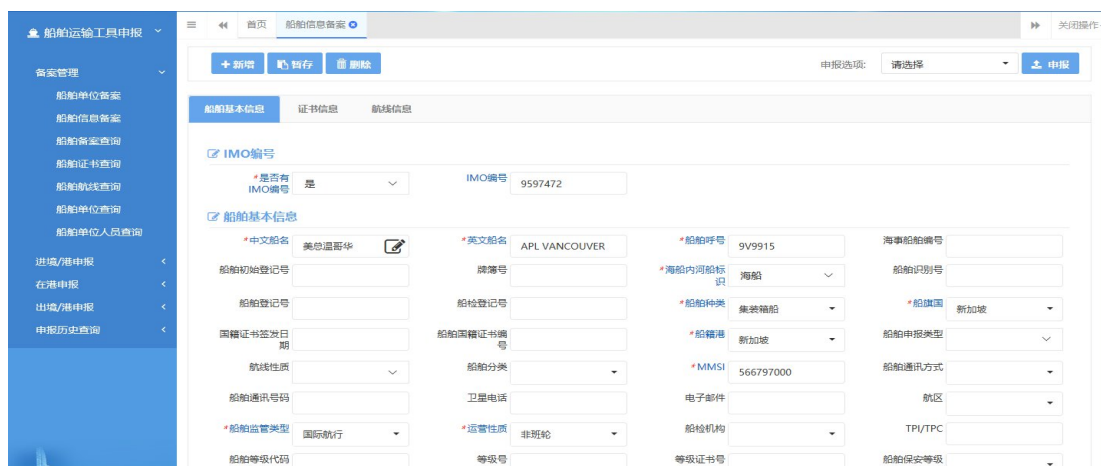 船舶运输工具申报
首页 船舶信息备案
关闭操作
备案管理
船舶单位备案
船舶信息备案
船舶备案查询
船舶证书查询
船舶航线查询
船舶单位查询
船舶单位人员查询
进境/港申报
在港申报
出境/港申报
申报历史查询
+新增 暂存 删除 申报选项: 请选择 申报
船舶基本信息 证书信息 航线信息
IMO编号
*是否有IMO编号 是 IMO编号 9597472
船舶基本信息
*中文船名 美总温哥华 *英文船名 APL VANCOUVER *船舶呼号 9V9915 海事船舶编号
船舶初始登记号 牌簿号 *海船内河船标识 海船 船舶识别号
船舶登记号 船检登记号 *船舶种类 集装箱船 *船旗国 新加坡
国籍证书签发日期 船舶国籍证书编号 *船籍港 新加坡 船舶申报类型
航线性质 船舶分类 *MMSI 566797000 船舶通讯方式
船舶通讯号码 卫星电话 电子邮件 航区
*船舶监管类型 国际航行 *运营性质 非班轮 船检机构 TPI/TPC
船舶等级代码 等级号 等级证书号 船舶保安等级